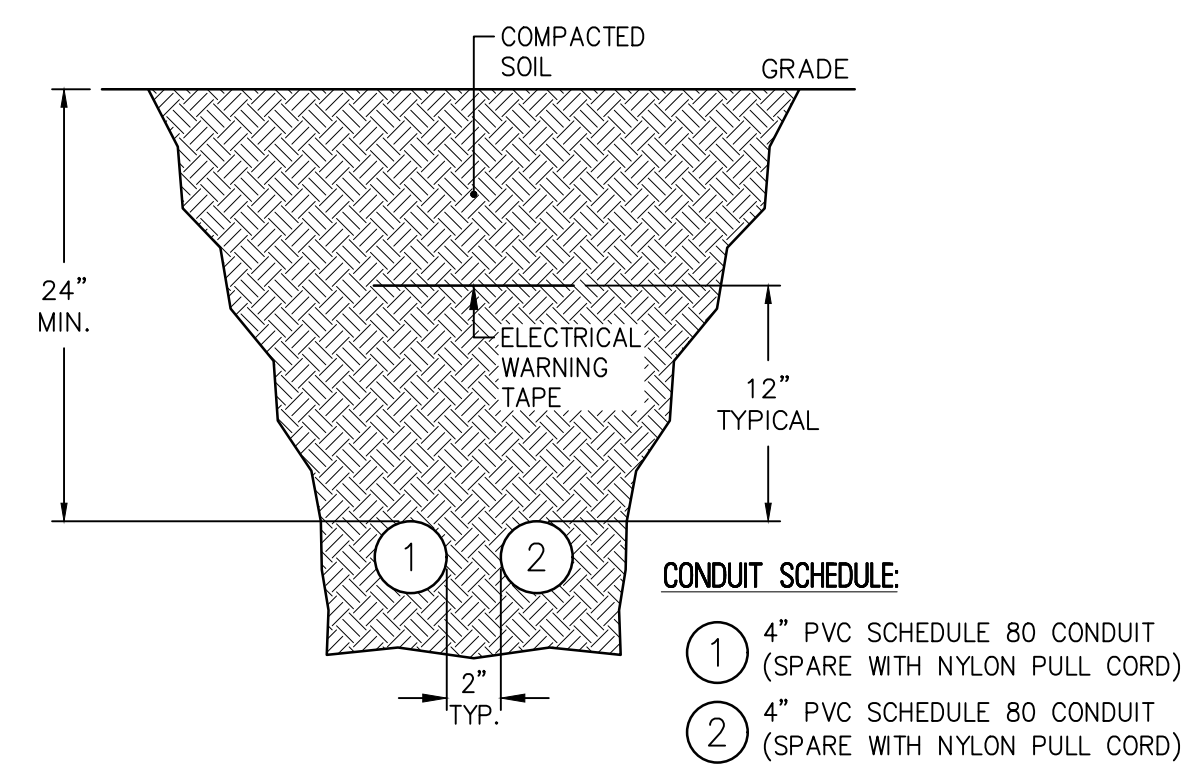 COMPACTED
SOIL
GRADE
24”
MIN.
ELECTRICAL
WARNING
TAPE
12”
TYPICAL
1
2
2”
TYP.
CONDUIT SCHEDULE:
1 4” PVC SCHEDULE 80 CONDUIT
(SPARE WITH NYLON PULL CORD)
2 4” PVC SCHEDULE 80 CONDUIT
(SPARE WITH NYLON PULL CORD)